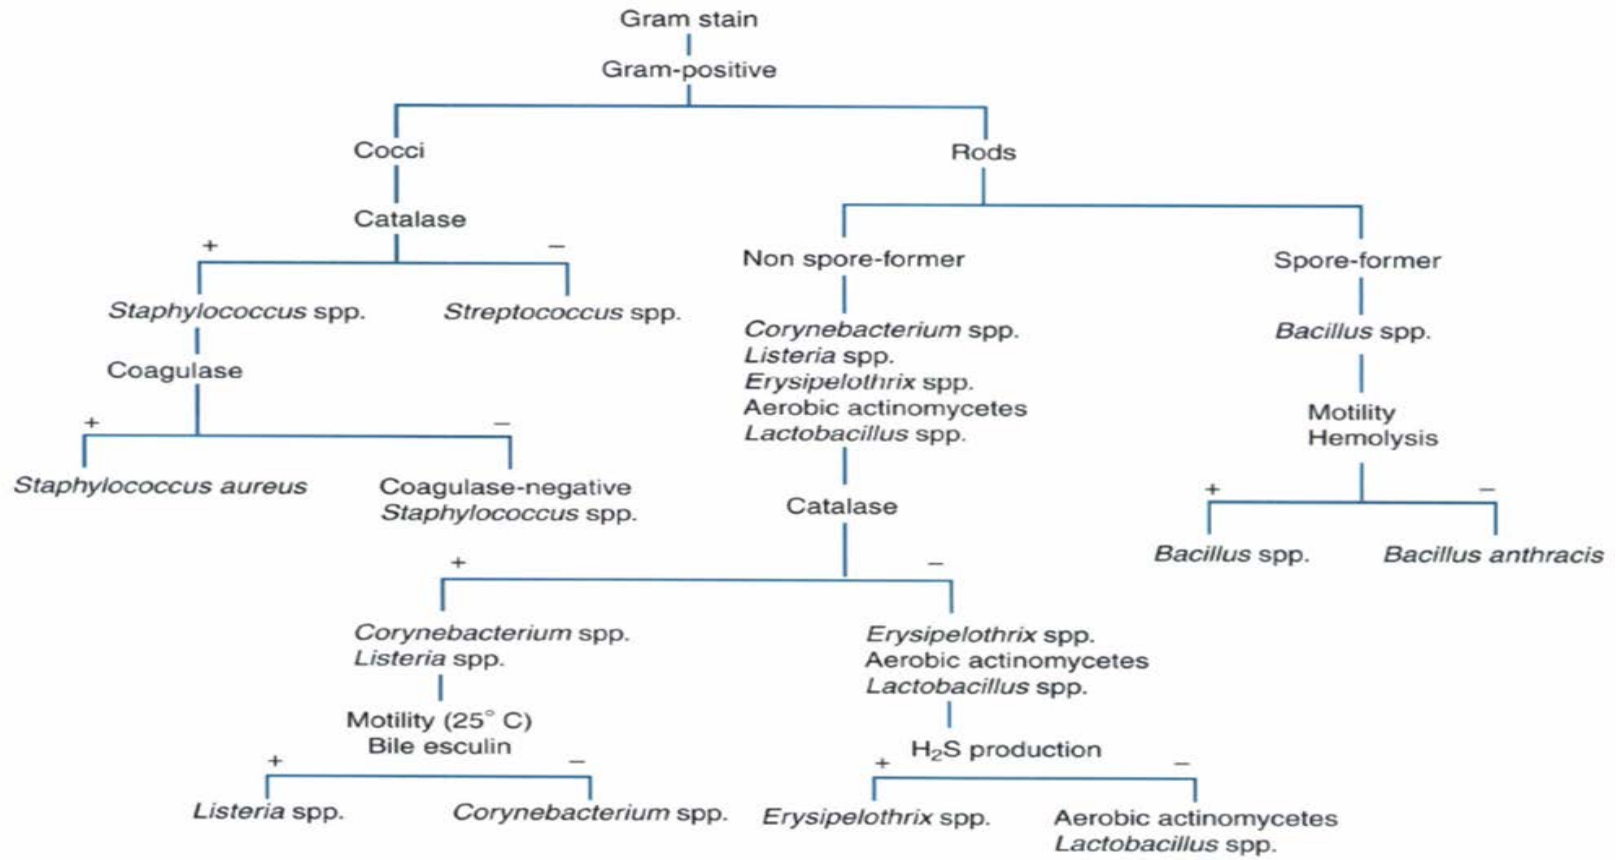 Gram stain
Gram-positive
Cocci
Rods
Catalase
+
−
Non spore-former
Spore-former
Staphylococcus spp.
Streptococcus spp.
Corynebacterium spp.
Listeria spp.
Erysipelothrix spp.
Aerobic actinomycetes
Lactobacillus spp.
Bacillus spp.
Coagulase
+
−
Motility
Hemolysis
Staphylococcus aureus
Coagulase-negative
Staphylococcus spp.
Catalase
+
−
Bacillus spp.
Bacillus anthracis
+
−
Corynebacterium spp.
Listeria spp.
Erysipelothrix spp.
Aerobic actinomycetes
Lactobacillus spp.
Motility (25° C)
Bile esculin
+
−
H₂S production
+
−
Listeria spp.
Corynebacterium spp.
Erysipelothrix spp.
Aerobic actinomycetes
Lactobacillus spp.